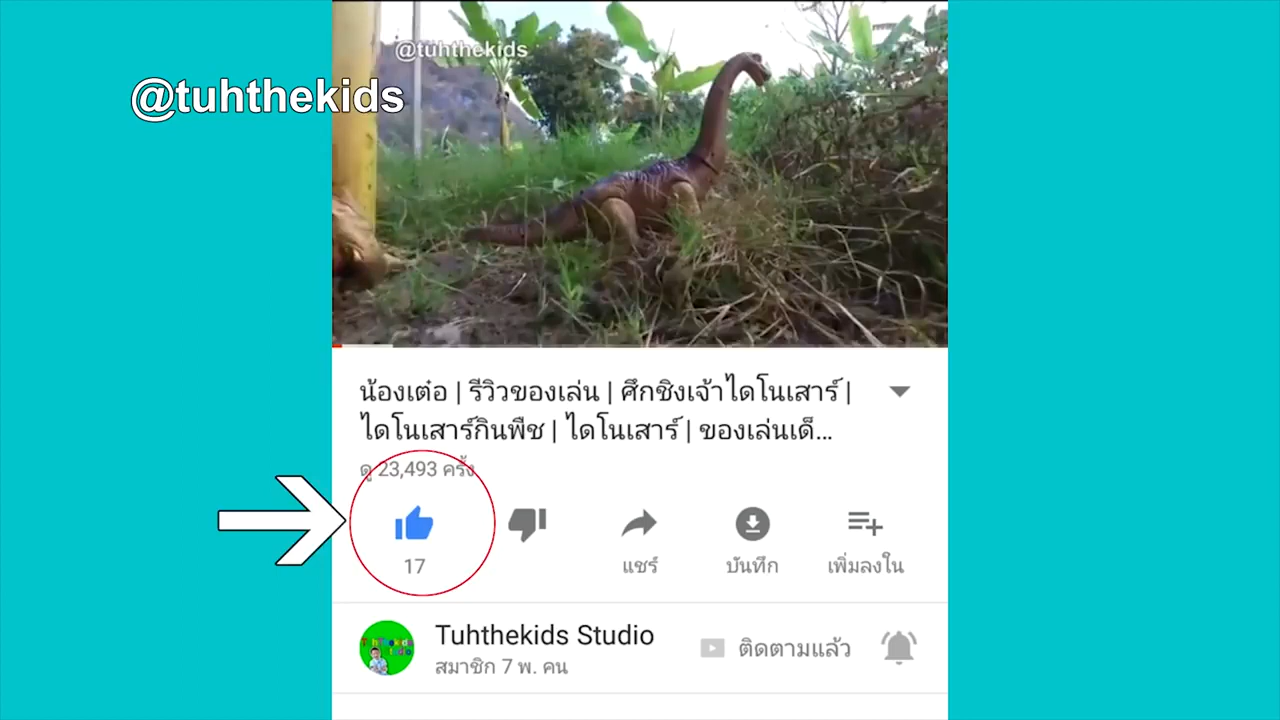 @tuhthekids
@tuhthekids
น้องเต๋อ | รีวิวของเล่น | ศึกชิงเจ้าไดโนเสาร์ |
ไดโนเสาร์กินพืช | ไดโนเสาร์ | ของเล่นเด็...
ดู 23,493 ครั้ง
17
แชร์
บันทึก
เพิ่มลงใน
Tuhthekids Studio
สมาชิก 7 พ. คน
ติดตามแล้ว